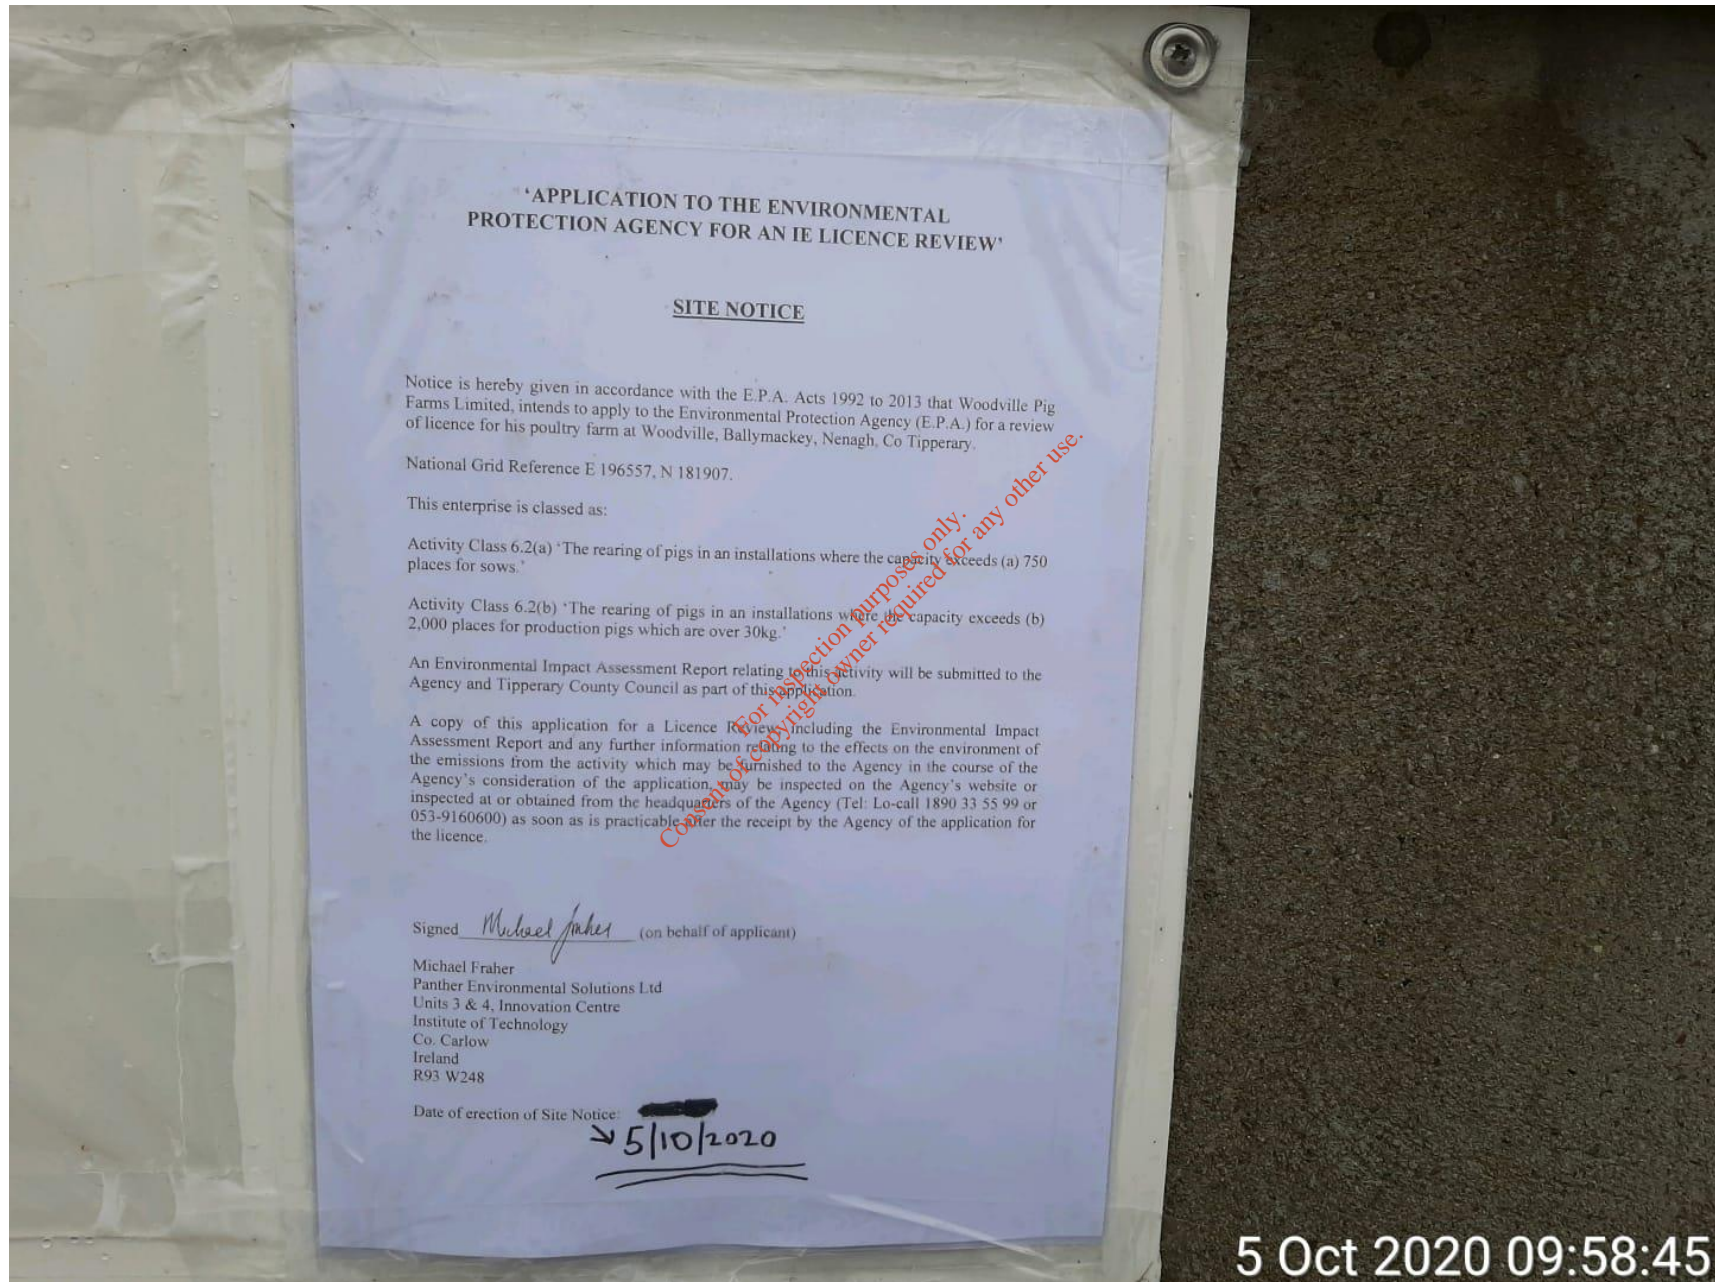 ‘APPLICATION TO THE ENVIRONMENTAL
PROTECTION AGENCY FOR AN IE LICENCE REVIEW’
SITE NOTICE
Notice is hereby given in accordance with the E.P.A. Acts 1992 to 2013 that Woodville Pig
Farms Limited, intends to apply to the Environmental Protection Agency (E.P.A.) for a review
of licence for his poultry farm at Woodville, Ballymackey, Nenagh, Co Tipperary.
National Grid Reference E 196557, N 181907.
This enterprise is classed as:
Activity Class 6.2(a) ‘The rearing of pigs in an installations where the capacity exceeds (a) 750
places for sows.’
Activity Class 6.2(b) ‘The rearing of pigs in an installations where the capacity exceeds (b)
2,000 places for production pigs which are over 30kg.’
An Environmental Impact Assessment Report relating to this activity will be submitted to the
Agency and Tipperary County Council as part of this application.
A copy of this application for a Licence Review, including the Environmental Impact
Assessment Report and any further information relating to the effects on the environment of
the emissions from the activity which may be furnished to the Agency in the course of the
Agency’s consideration of the application, may be inspected on the Agency’s website or
inspected at or obtained from the headquarters of the Agency (Tel: Lo-call 1890 33 55 99 or
053-9160600) as soon as is practicable after the receipt by the Agency of the application for
the licence.
Signed Michael Fraher (on behalf of applicant)
Michael Fraher
Panther Environmental Solutions Ltd
Units 3 & 4, Innovation Centre
Institute of Technology
Co. Carlow
Ireland
R93 W248
Date of erection of Site Notice:
5/10/2020
For inspection purposes only.
Consent of copyright owner required for any other use.
5 Oct 2020 09:58:45